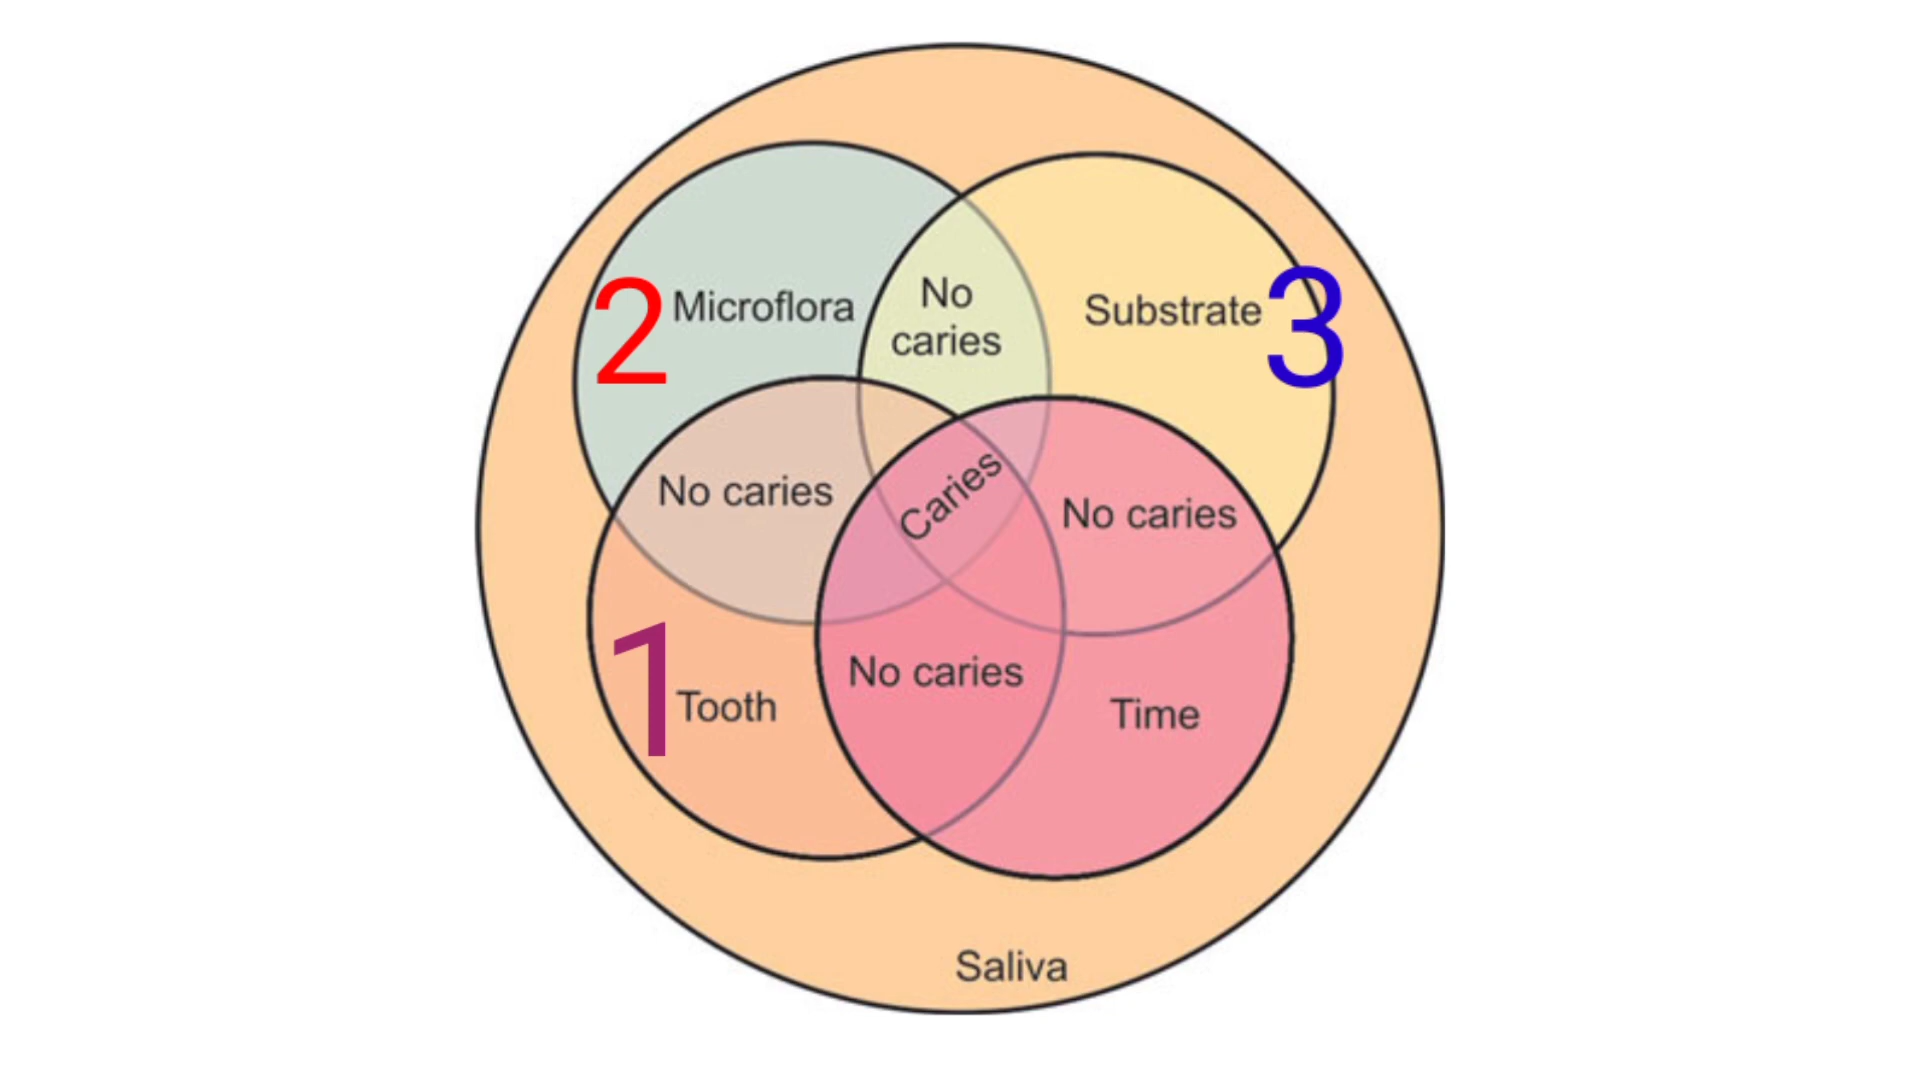 No
caries
2 Microflora
Substrate 3
No caries
Caries
No caries
1 Tooth
No caries
Time
Saliva